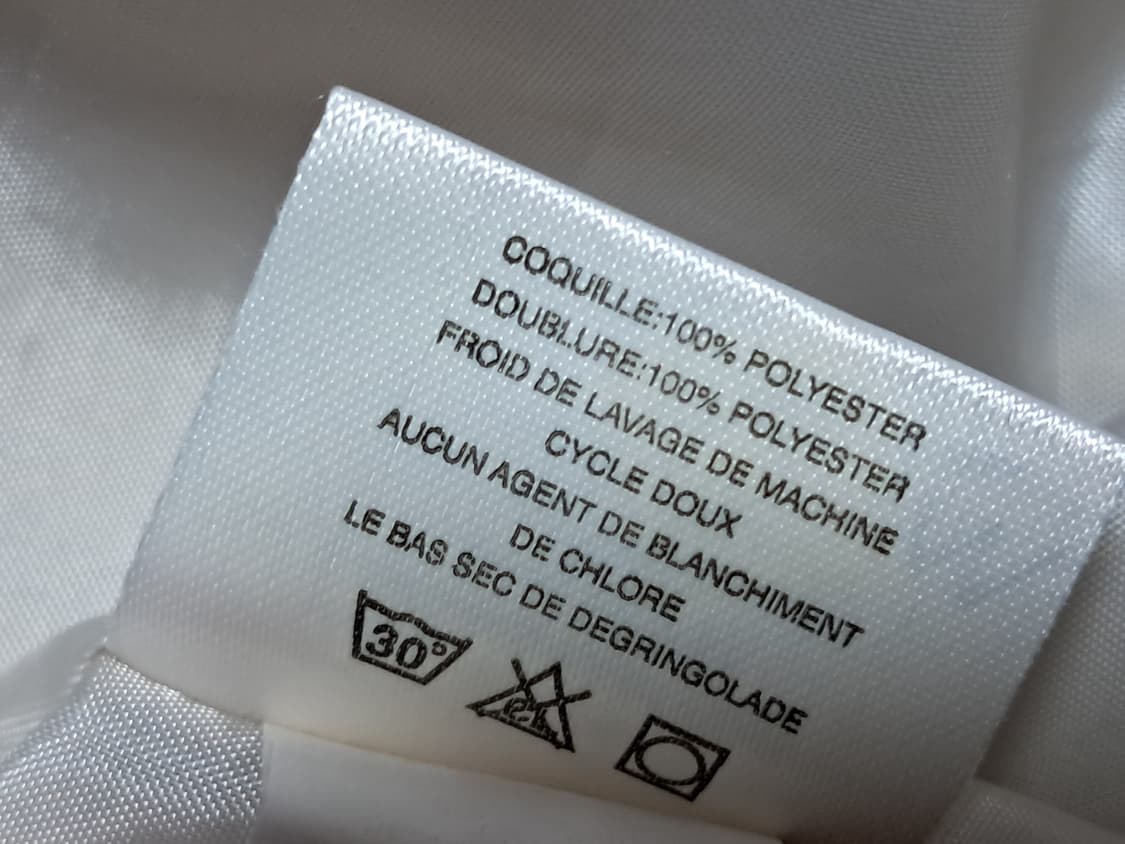 COQUILLE:100% POLYESTER
DOUBLURE:100% POLYESTER
FROID DE LAVAGE DE MACHINE
CYCLE DOUX
AUCUN AGENT DE BLANCHIMENT
DE CHLORE
LE BAS SEC DE DEGRINGOLADE
30°